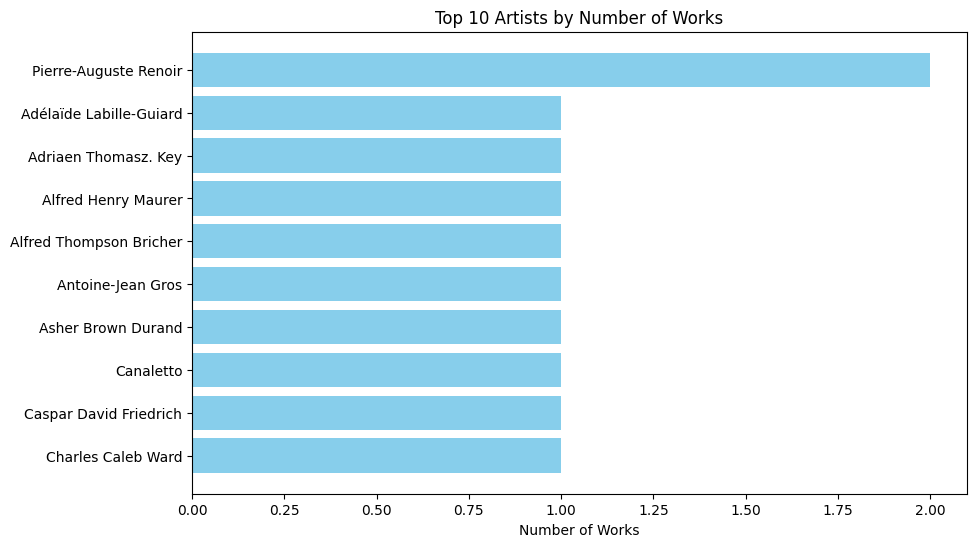 Top 10 Artists by Number of Works
Pierre-Auguste Renoir
Adélaïde Labille-Guiard
Adriaen Thomasz. Key
Alfred Henry Maurer
Alfred Thompson Bricher
Antoine-Jean Gros
Asher Brown Durand
Canaletto
Caspar David Friedrich
Charles Caleb Ward
0.00 0.25 0.50 0.75 1.00 1.25 1.50 1.75 2.00
Number of Works